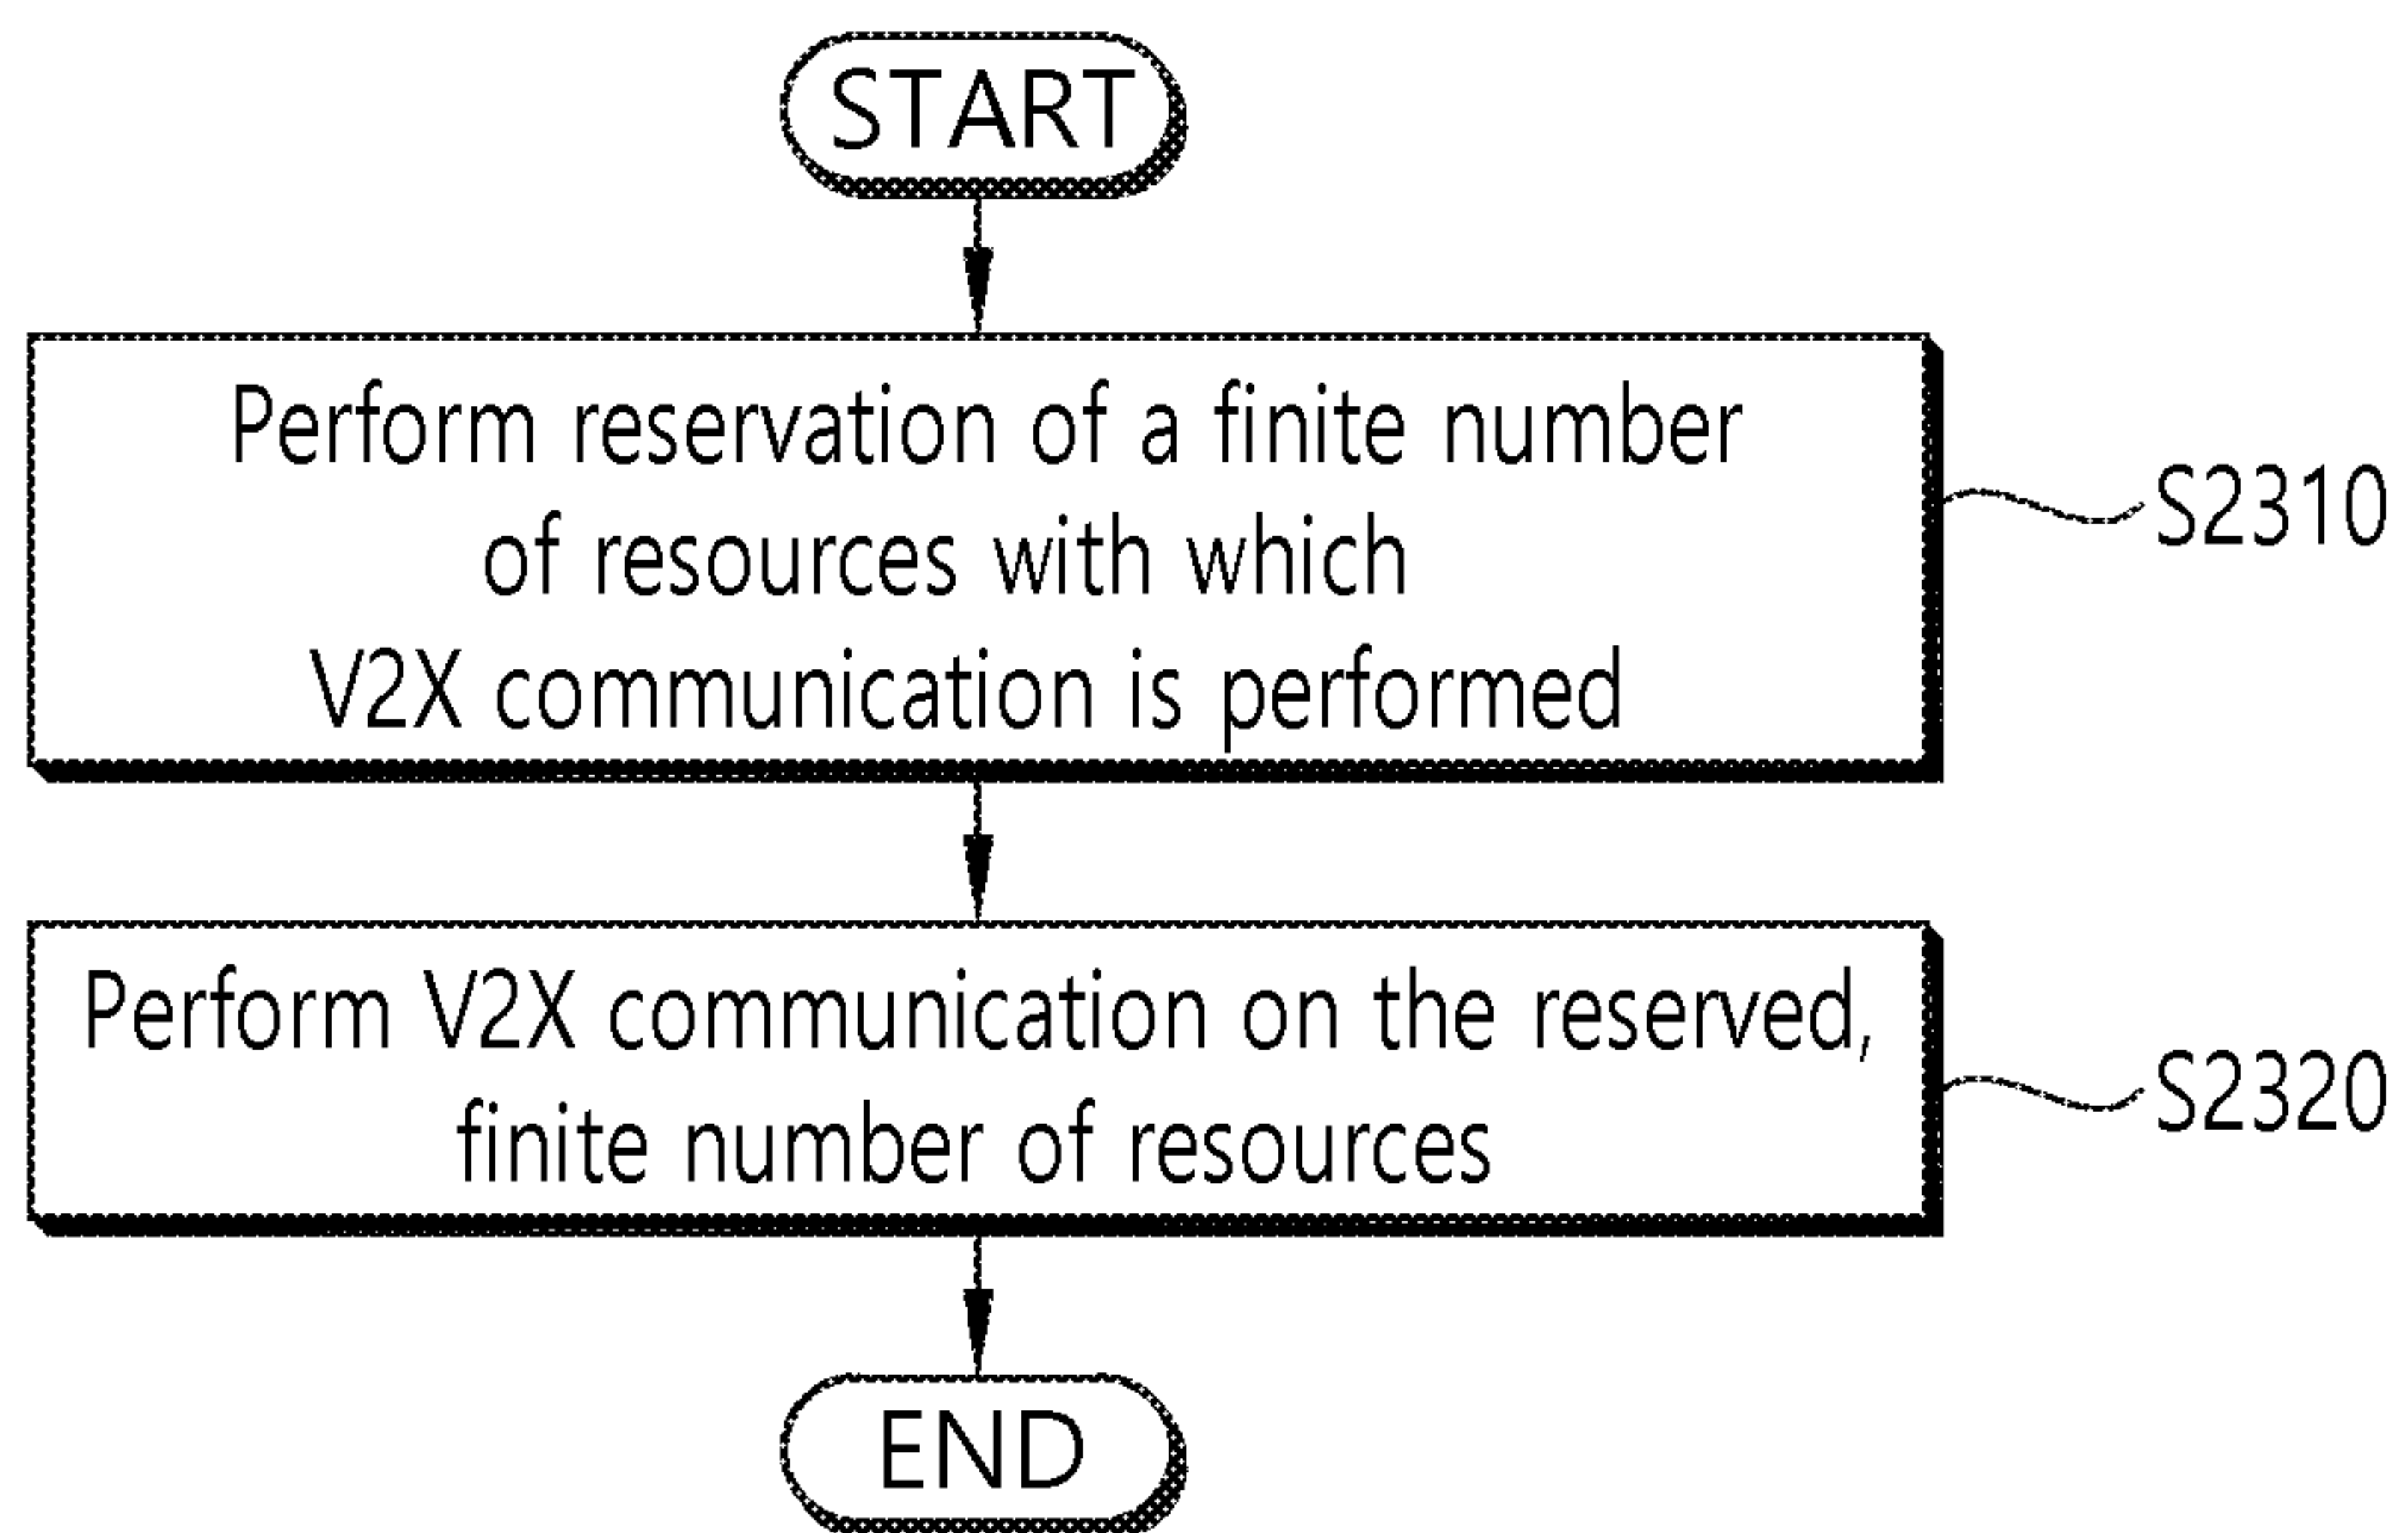 START
Perform reservation of a finite number
of resources with which
V2X communication is performed
S2310
Perform V2X communication on the reserved,
finite number of resources
S2320
END